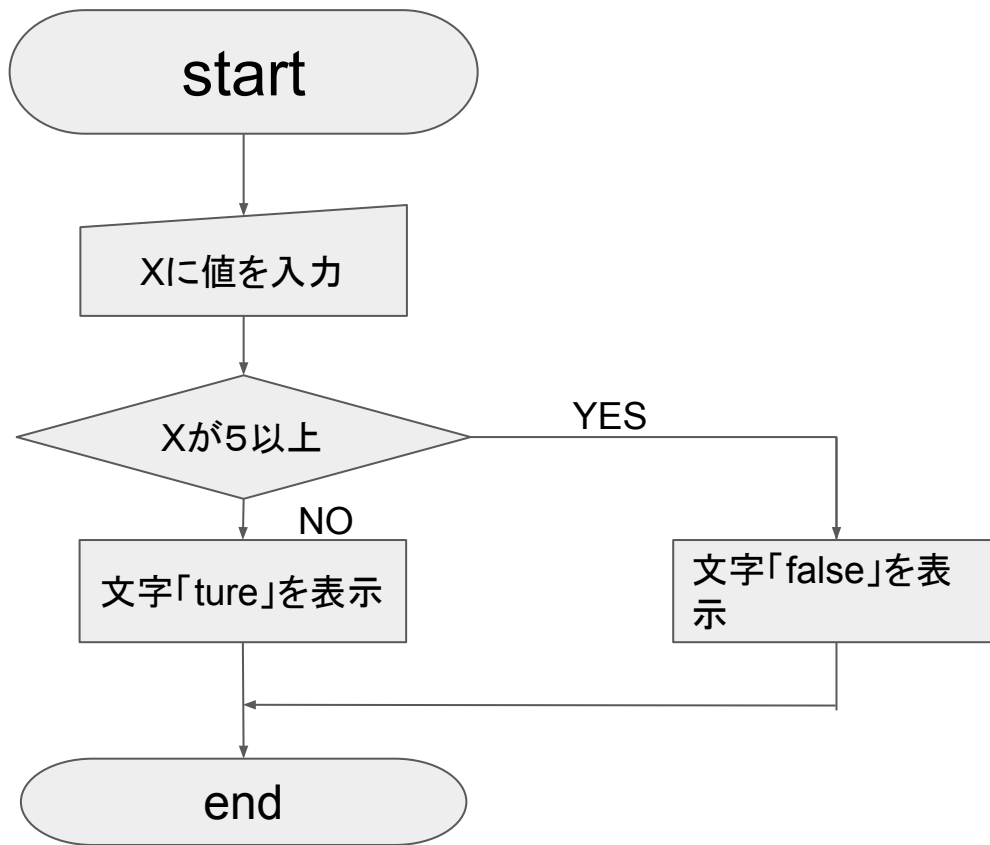 start
Xに値を入力
Xが５以上
YES
NO
文字「ture」を表示
文字「false」を表
示
end